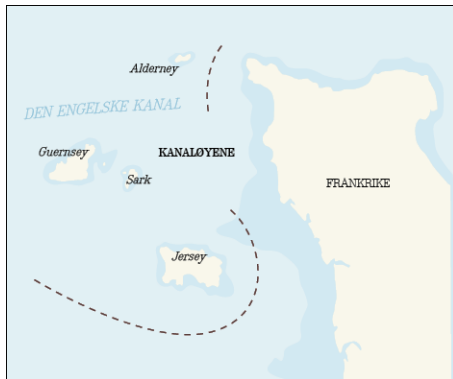 Alderney
DEN ENGELSKE KANAL
Guernsey
KANALØYENE
Sark
FRANKRIKE
Jersey